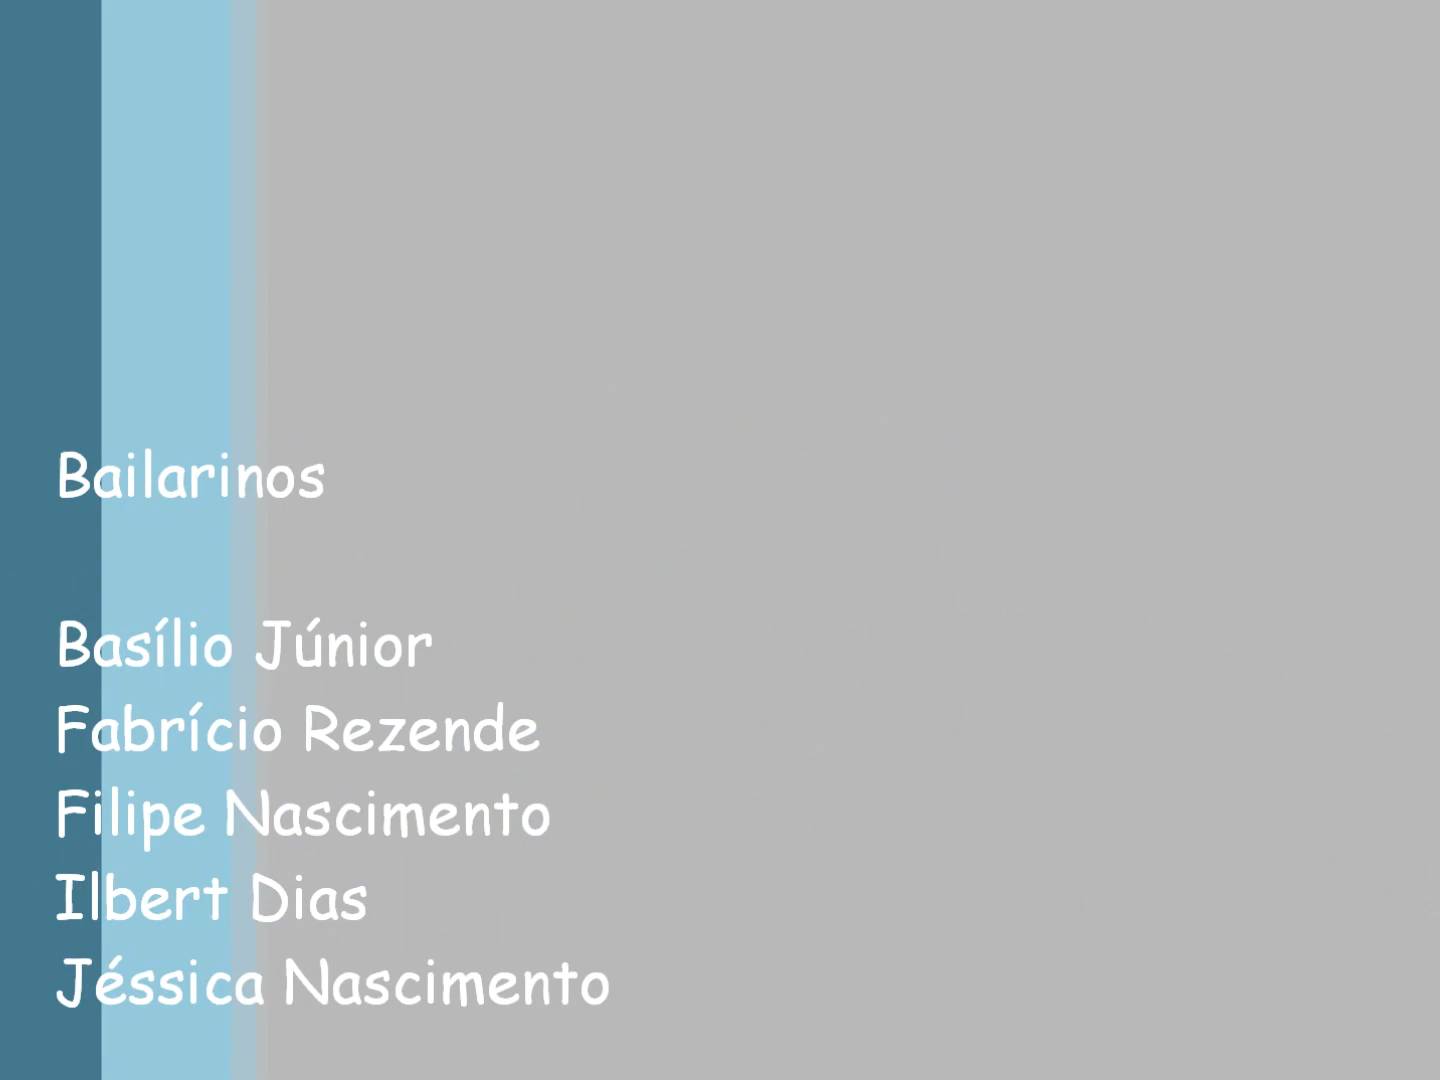 Bailarinos
Basílio Júnior
Fabrício Rezende
Filipe Nascimento
Ilbert Dias
Jéssica Nascimento